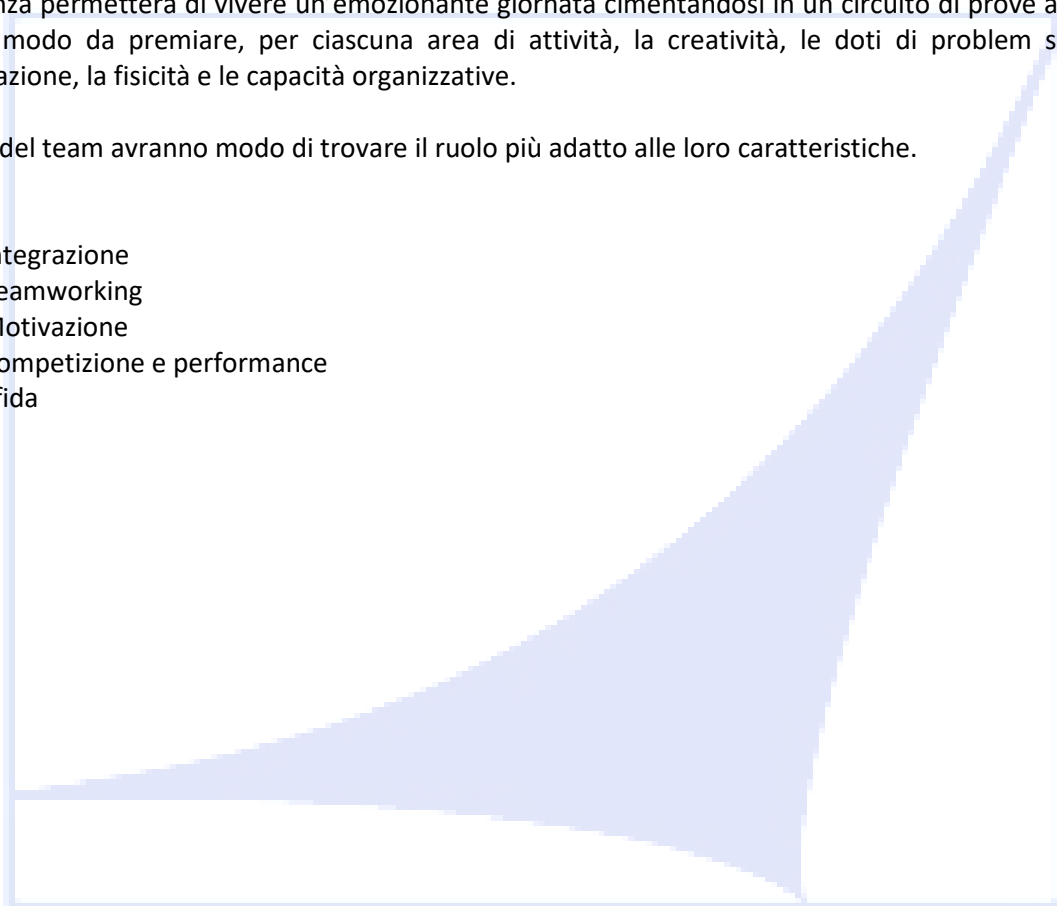 nza permetterà di vivere un’emozionante giornata cimentandosi in un circuito di prove a
modo da premiare, per ciascuna area di attività, la creatività, le doti di problem s
azione, la fisicità e le capacità organizzative.
del team avranno modo di trovare il ruolo più adatto alle loro caratteristiche.
ntegrazione
eamworking
otivazione
ompetizione e performance
fida